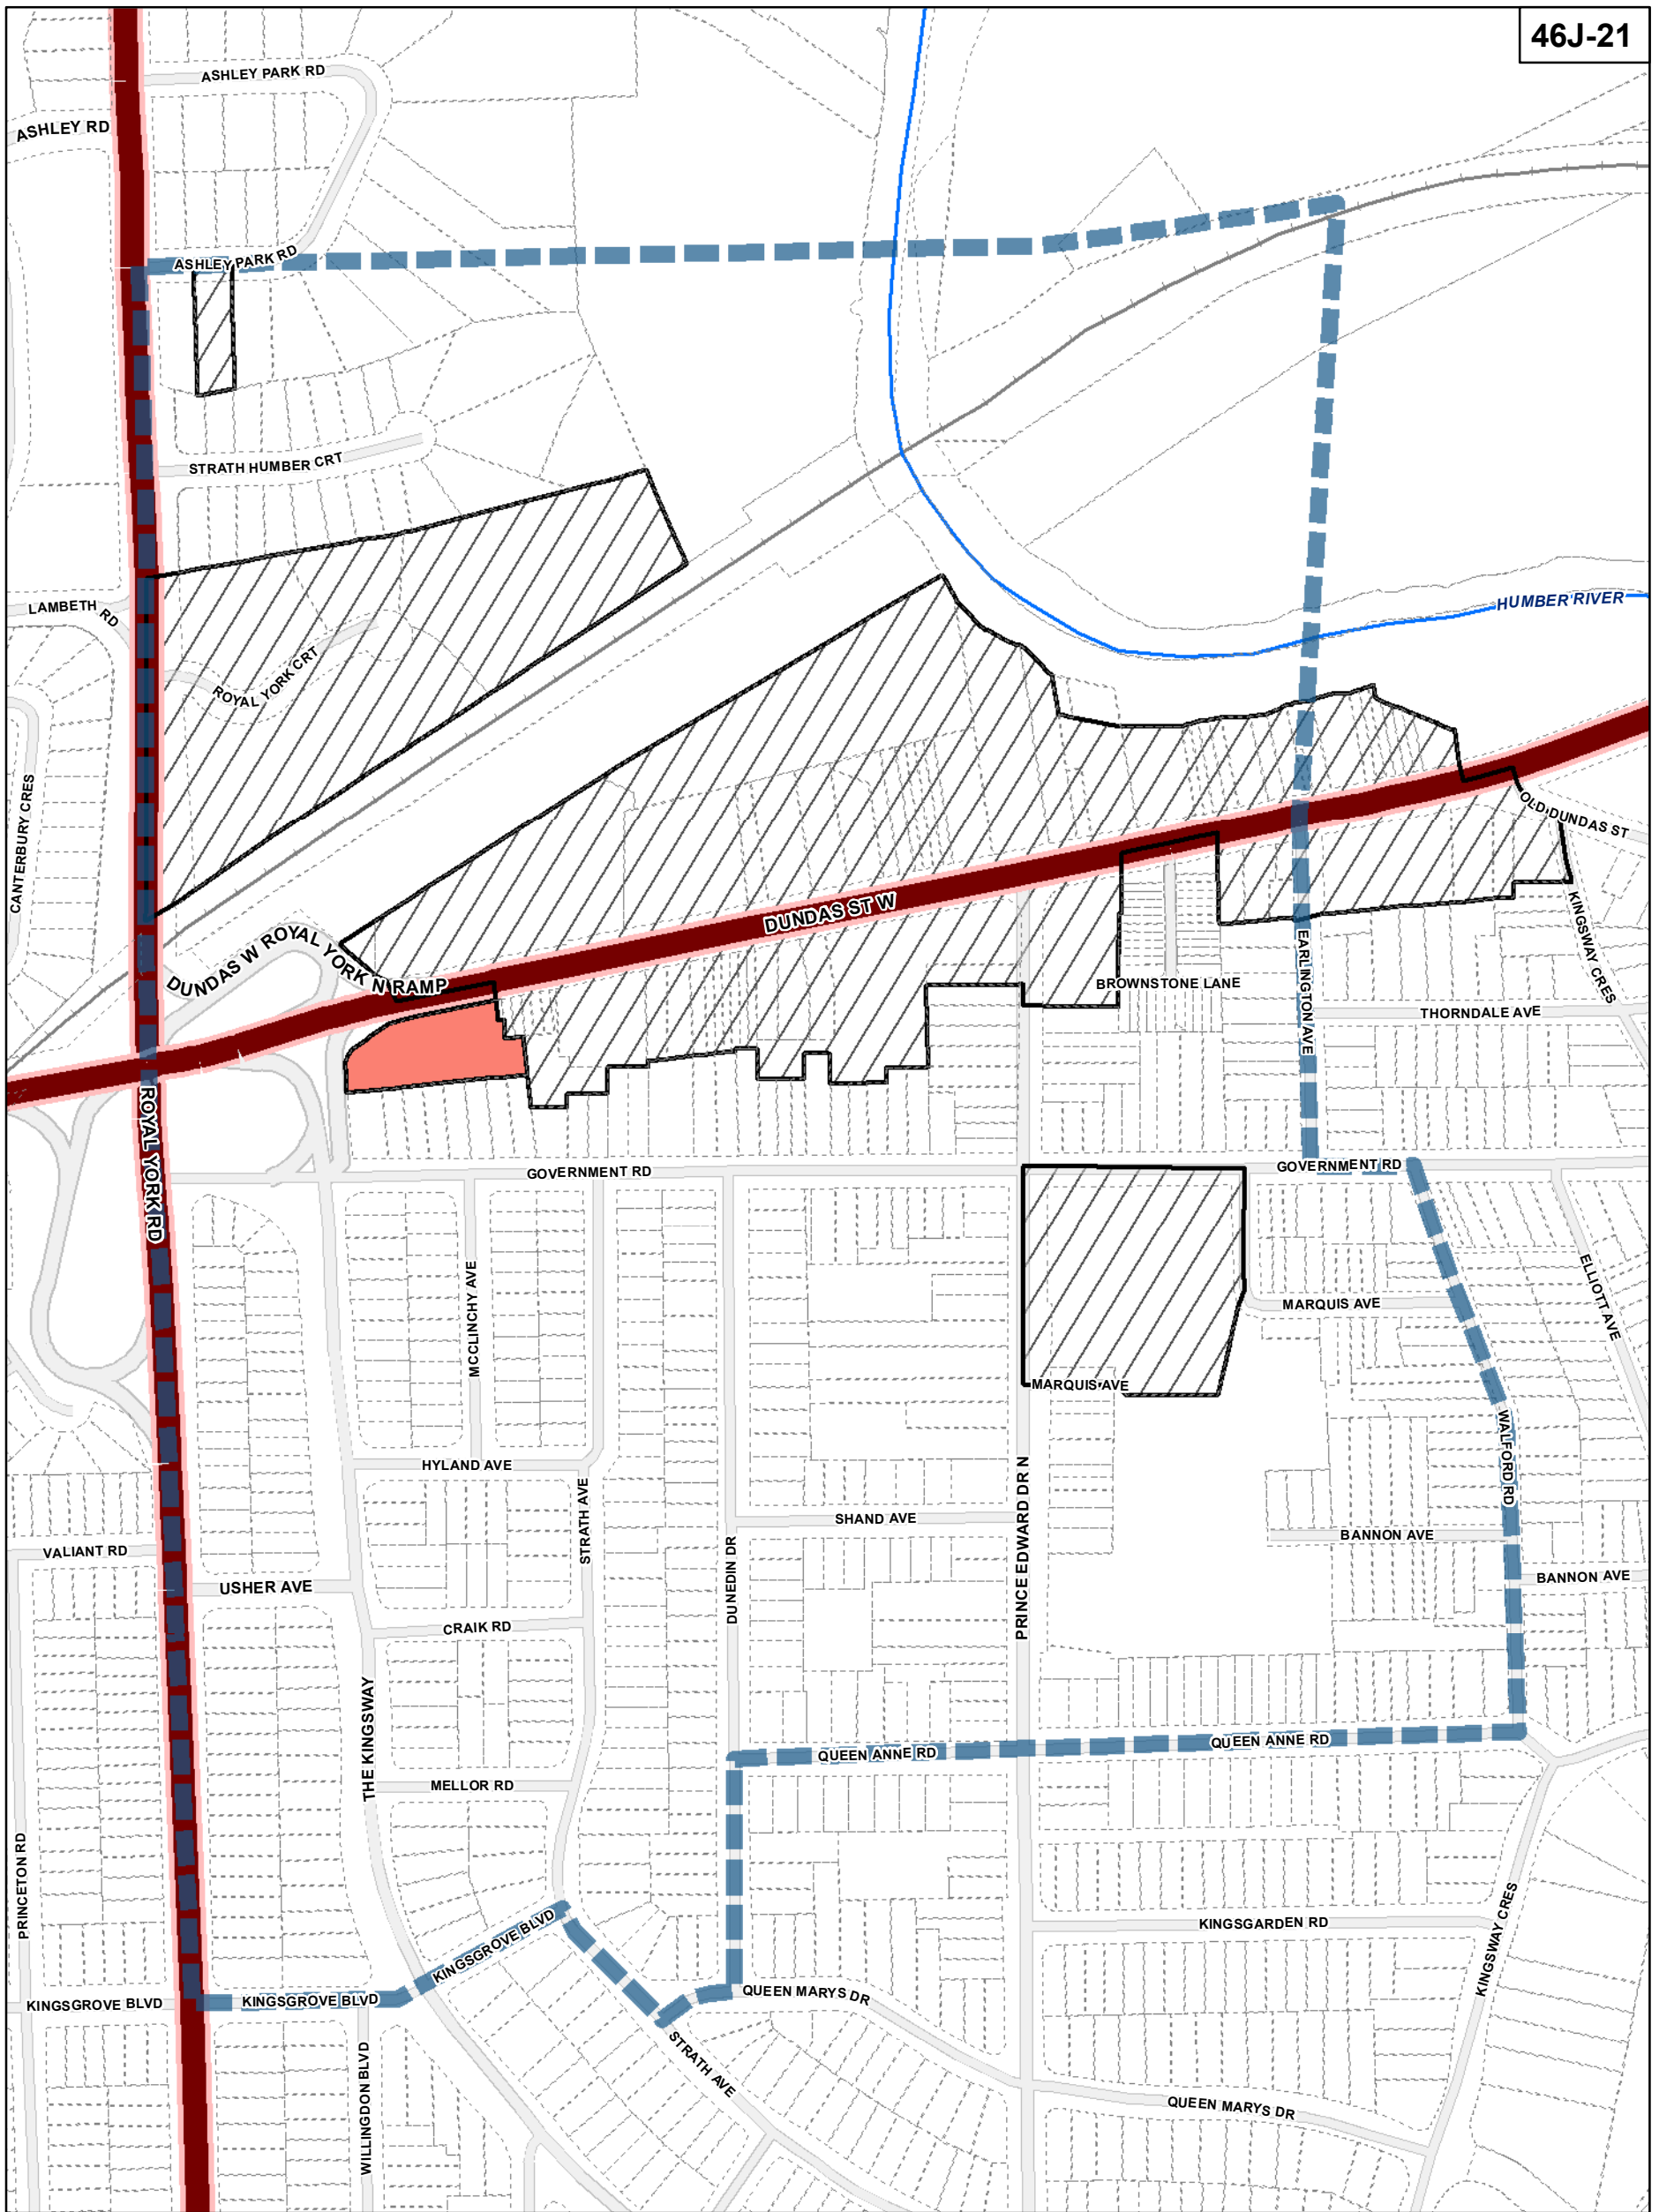 46J-21
ASHLEY PARK RD
ASHLEY RD
ASHLEY PARK RD
STRATH HUMBER CRT
HUMBER RIVER
LAMBETH RD
ROYAL YORK CRT
CANTERBURY CRES
OLD DUNDAS ST
DUNDAS ST W
KINGSWAY CRES
DUNDAS W ROYAL YORK N RAMP
BROWNSTONE LANE
EARLINGTON AVE
THORNDALE AVE
ROYAL YORK RD
GOVERNMENT RD
GOVERNMENT RD
ELLIOTT AVE
MCCLINCHY AVE
MARQUIS AVE
MARQUIS AVE
WALFORD RD
HYLAND AVE
STRATH AVE
SHAND AVE
PRINCE EDWARD DR N
BANNON AVE
VALIANT RD
DUNEDIN DR
BANNON AVE
USHER AVE
CRAIK RD
THE KINGSWAY
QUEEN ANNE RD
QUEEN ANNE RD
MELLOR RD
PRINCETON RD
KINGSGROVE BLVD
KINGSGARDEN RD
KINGSWAY CRES
KINGSGROVE BLVD
KINGSGROVE BLVD
QUEEN MARYS DR
STRATH AVE
WILLINGDON BLVD
QUEEN MARYS DR